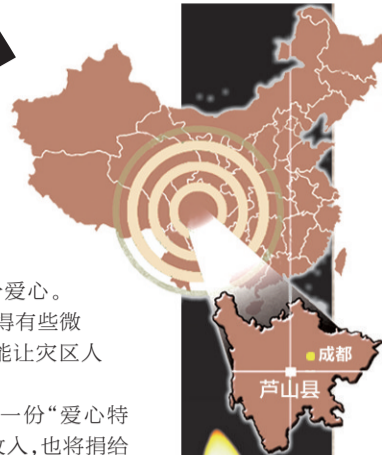 爱心。
得有些微
能让灾区人
一份“爱心特
收入,也将捐给
成都
芦山县